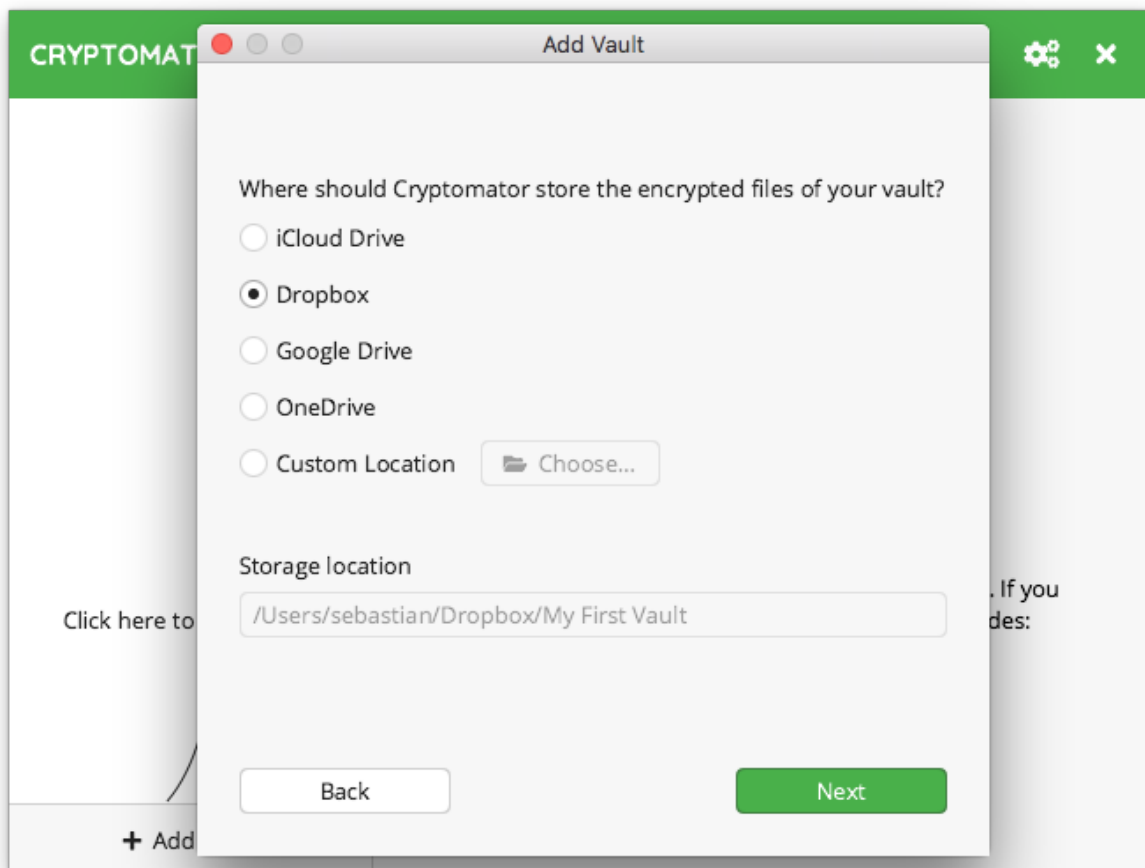 CRYPTOMAT
Add Vault
Where should Cryptomator store the encrypted files of your vault?
iCloud Drive
Dropbox
Google Drive
OneDrive
Custom Location
Choose...
Storage location
/Users/sebastian/Dropbox/My First Vault
Click here to
. If you
des:
Back
Next
+ Add